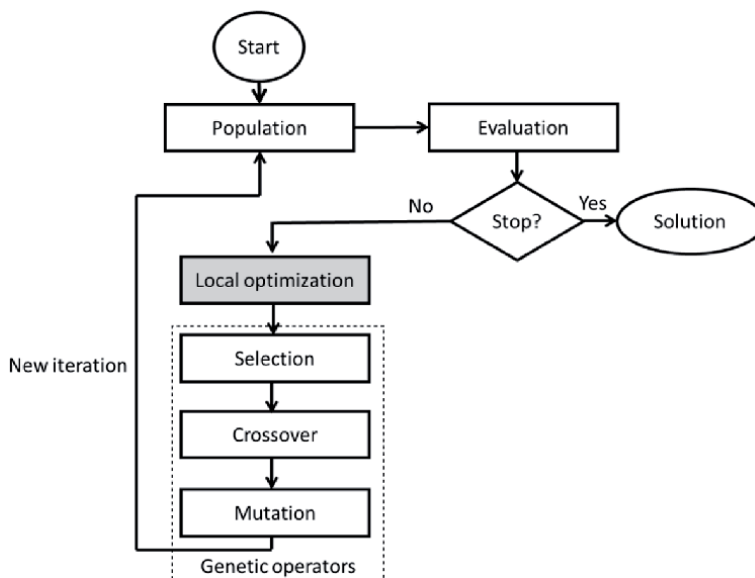 Start
Population
Evaluation
No
Stop?
Yes
Solution
Local optimization
Selection
New iteration
Crossover
Mutation
Genetic operators